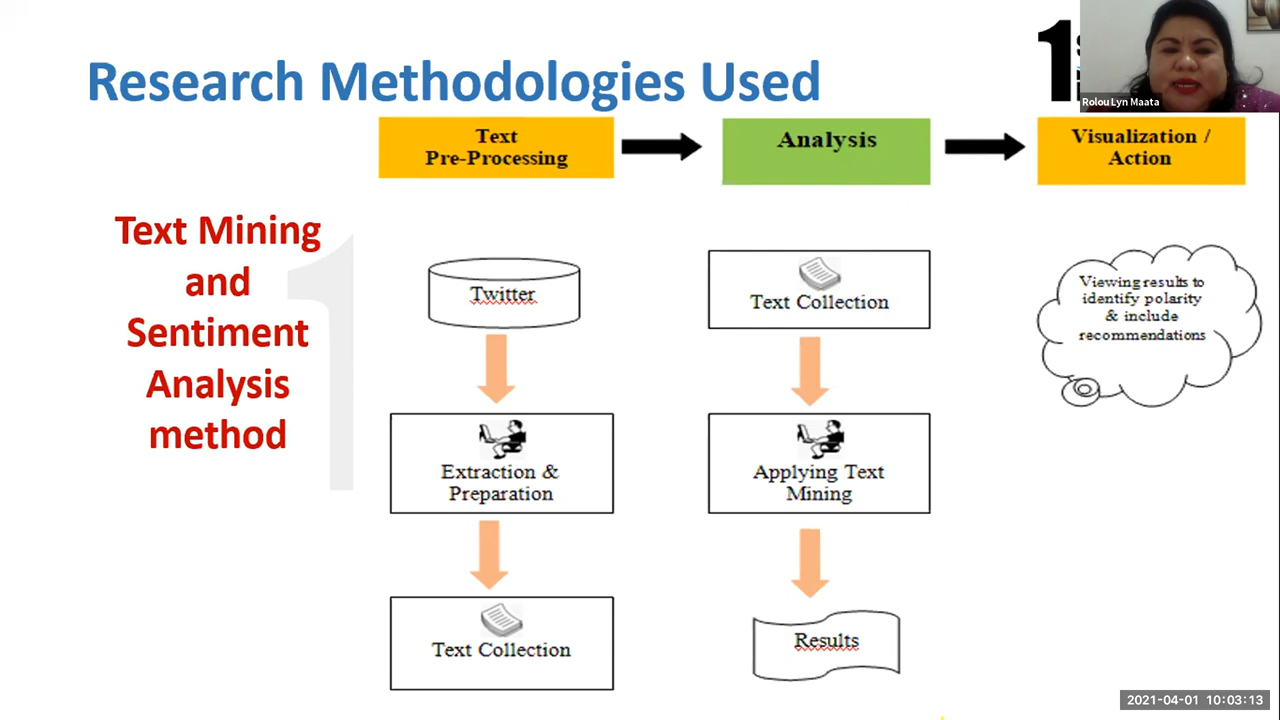 Research Methodologies Used
1
Rolou Lyn Maata
Text
Pre-Processing
Analysis
Visualization /
Action
Text Mining
and
Sentiment
Analysis
method
1
Twitter
Extraction &
Preparation
Text Collection
Text Collection
Applying Text
Mining
Results
Viewing results to
identify polarity
& include
recommendations
2021-04-01 10:03:13